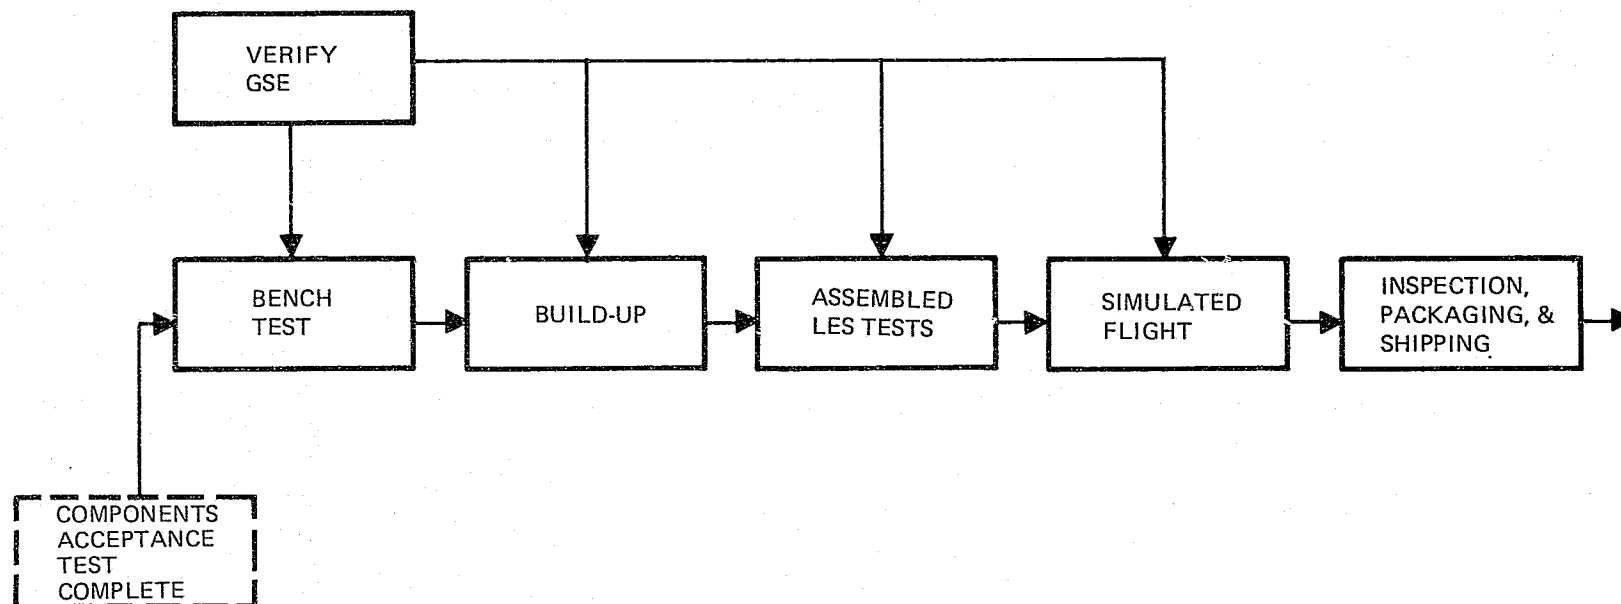 VERIFY
GSE
BENCH
TEST
BUILD-UP
ASSEMBLED
LES TESTS
SIMULATED
FLIGHT
INSPECTION,
PACKAGING, &
SHIPPING
COMPONENTS
ACCEPTANCE
TEST
COMPLETE